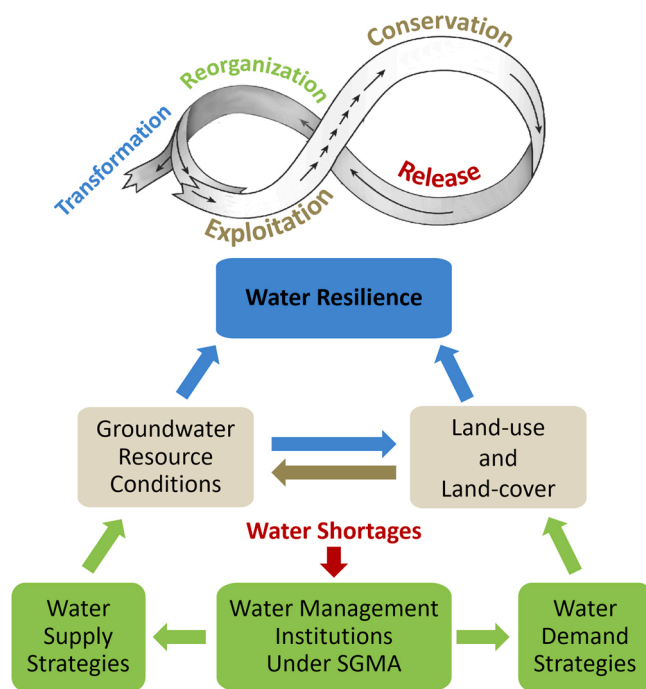 Conservation
Reorganization
Transformation
Release
Exploitation
Water Resilience
Groundwater
Resource
Conditions
Land-use
and
Land-cover
Water Shortages
Water
Supply
Strategies
Water Management
Institutions
Under SGMA
Water
Demand
Strategies